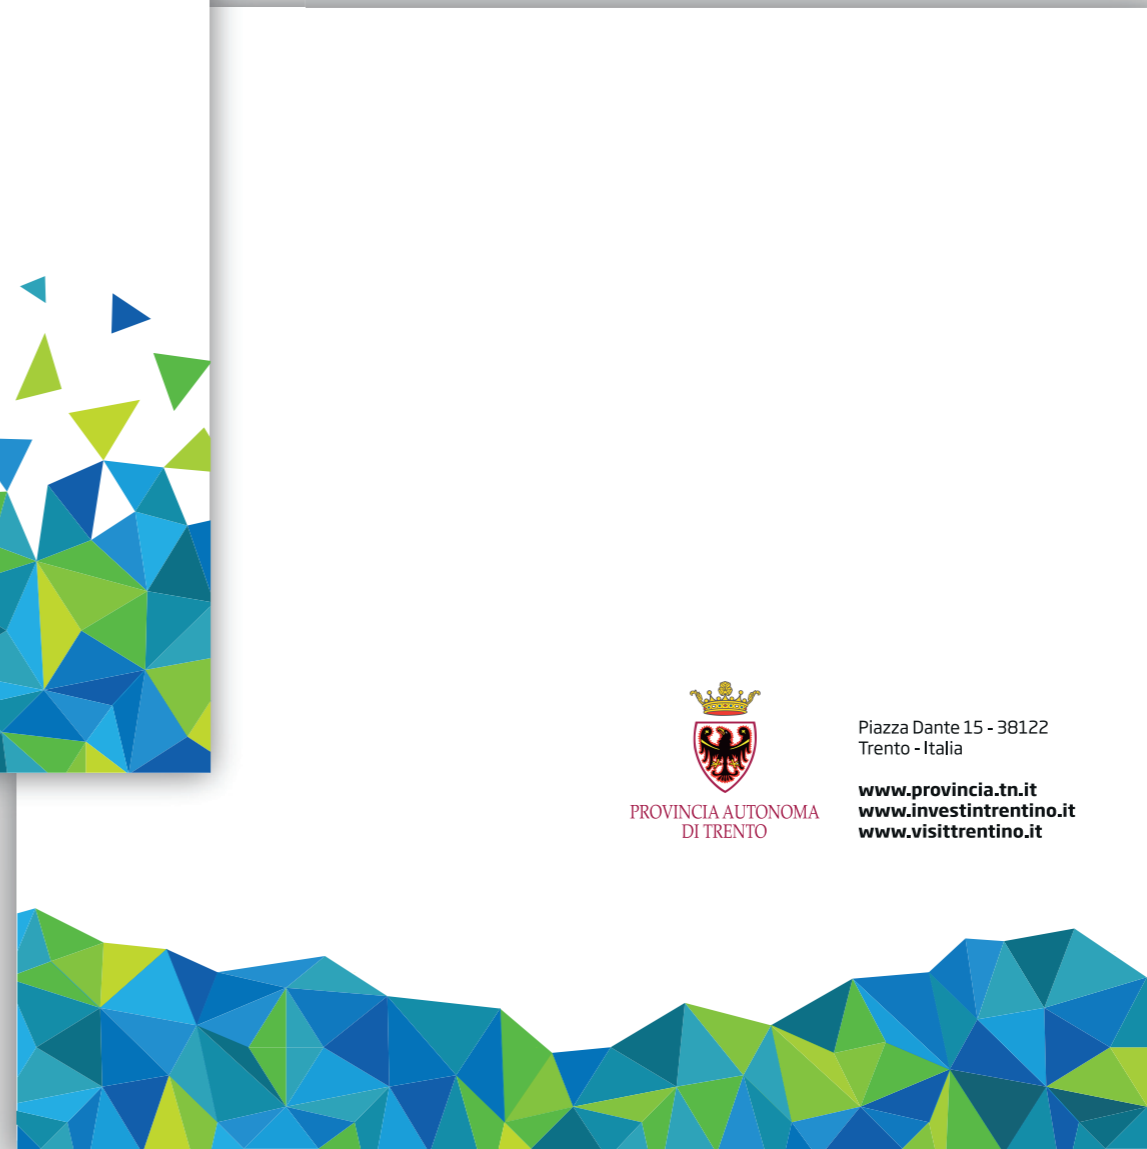 PROVINCIA AUTONOMA
DI TRENTO
Piazza Dante 15 - 38122
Trento - Italia
www.provincia.tn.it
www.investintrentino.it
www.visittrentino.it